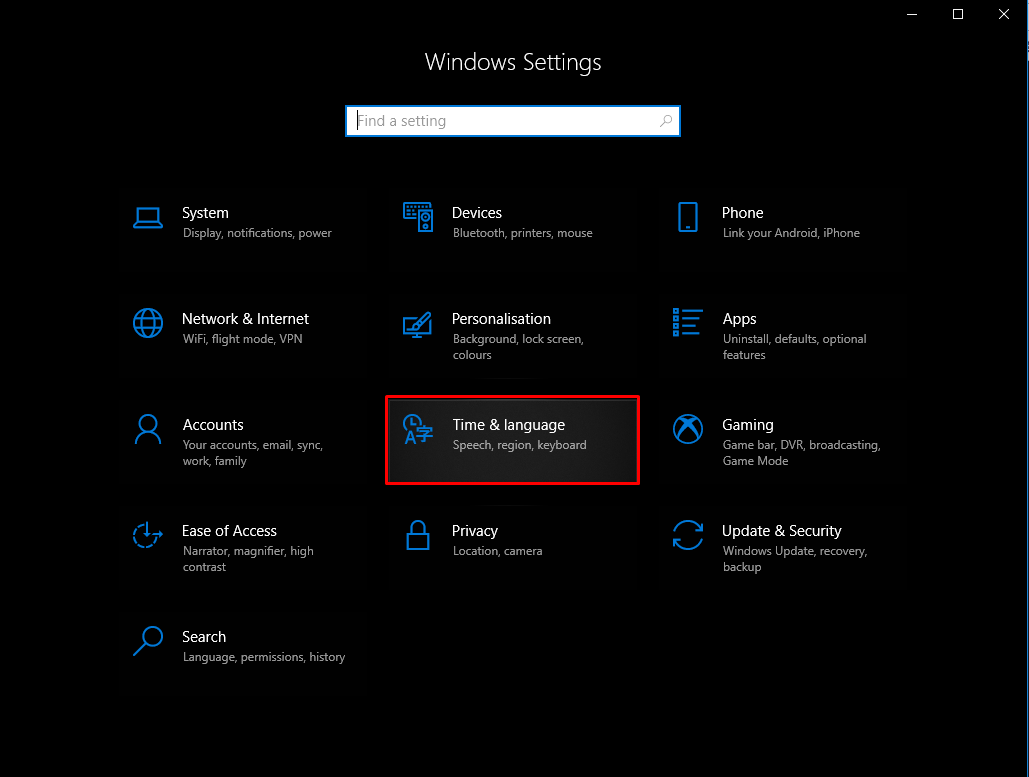 Windows Settings
Find a setting
System
Display, notifications, power
Devices
Bluetooth, printers, mouse
Phone
Link your Android, iPhone
Network & Internet
WiFi, flight mode, VPN
Personalisation
Background, lock screen,
colours
Apps
Uninstall, defaults, optional
features
Accounts
Your accounts, email, sync,
work, family
Time & language
Speech, region, keyboard
Gaming
Game bar, DVR, broadcasting,
Game Mode
Ease of Access
Narrator, magnifier, high
contrast
Privacy
Location, camera
Update & Security
Windows Update, recovery,
backup
Search
Language, permissions, history